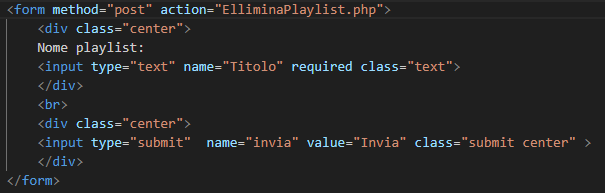 <form method="post" action="ElliminaPlaylist.php">
<div class="center">
Nome playlist:
<input type="text" name="Titolo" required class="text">
</div>
<br>
<div class="center">
<input type="submit"  name="invia" value="Invia" class="submit center" >
</div>
</form>